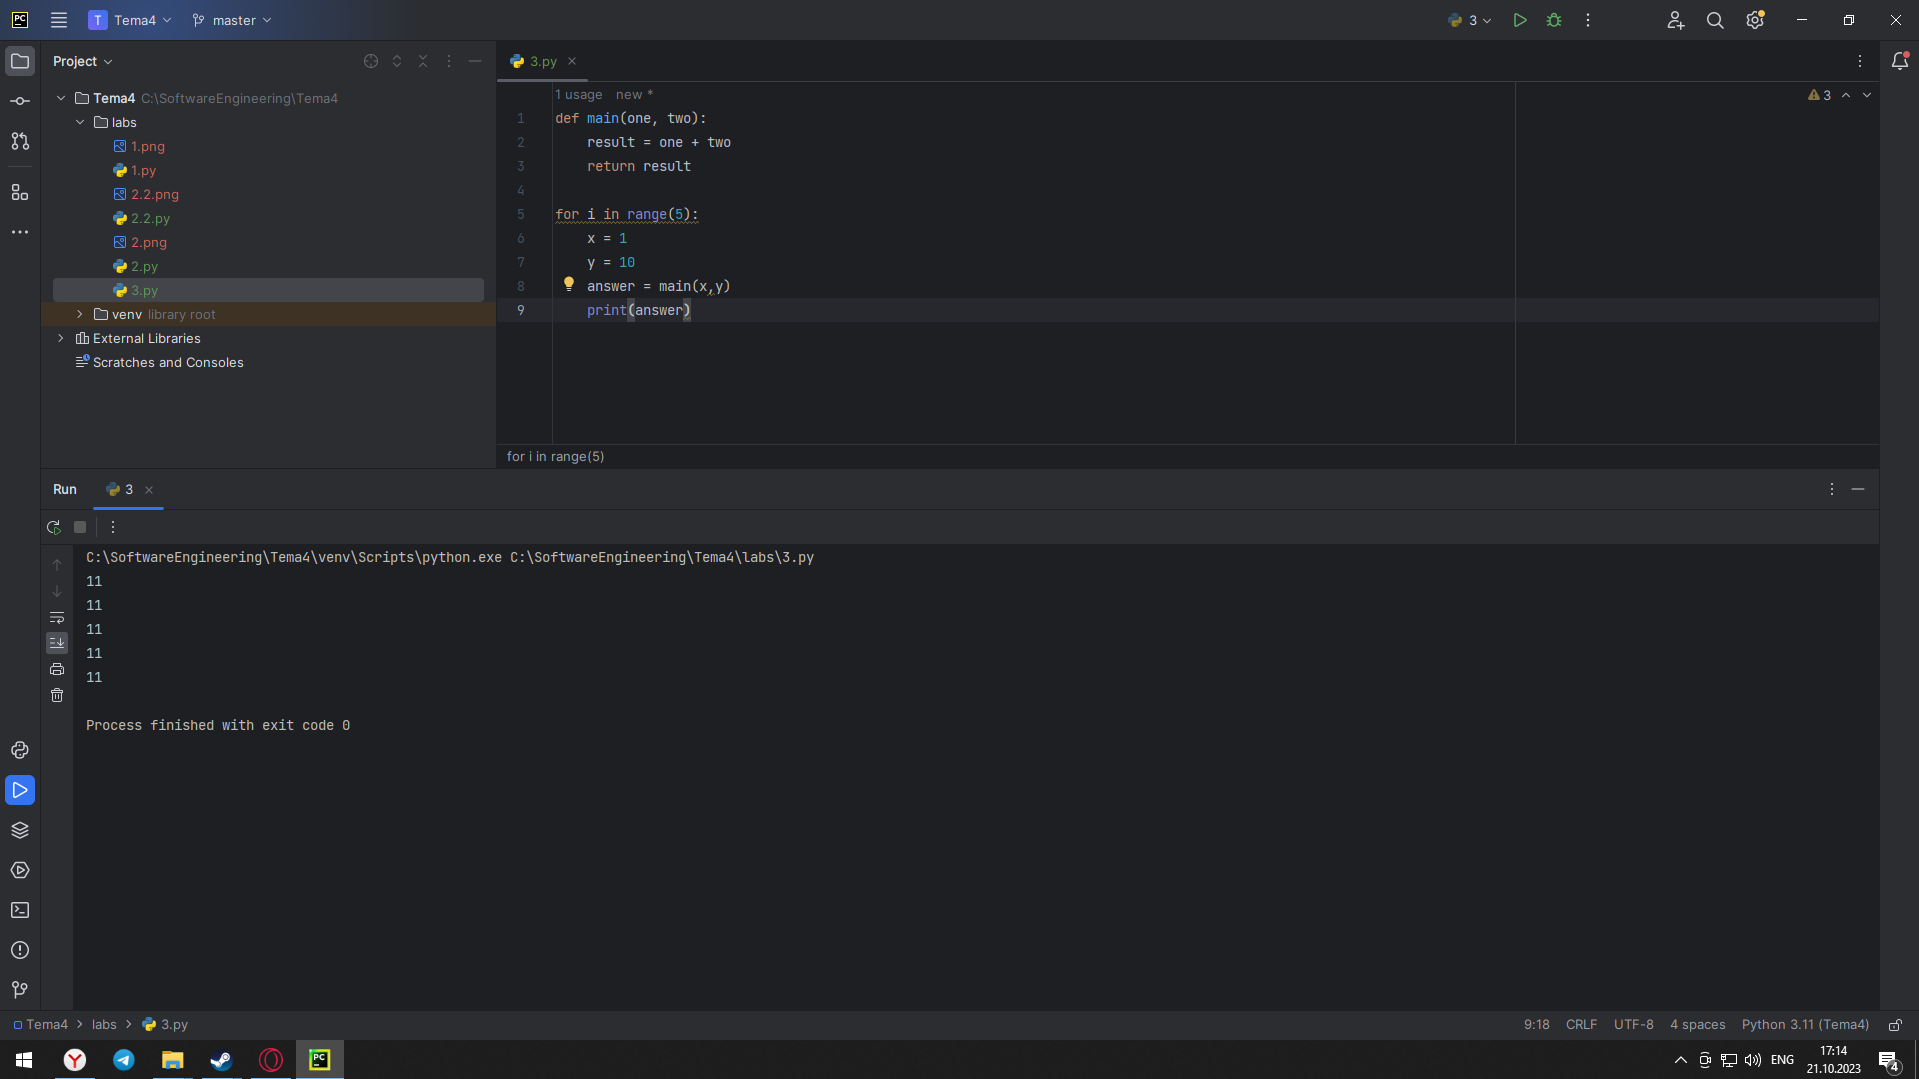 PC
T Tema4 master 3
Project 3.py
1 usage new * 3
Tema4 C:\SoftwareEngineering\Tema4
labs
1.png
1.py
2.2.png
2.2.py
2.png
2.py
3.py
venv library root
External Libraries
Scratches and Consoles
1 def main(one, two):
2     result = one + two
3     return result
4
5 for i in range(5):
6     x = 1
7     y = 10
8     answer = main(x,y)
9     print(answer)
for i in range(5)
Run 3
C:\SoftwareEngineering\Tema4\venv\Scripts\python.exe C:\SoftwareEngineering\Tema4\labs\3.py
11
11
11
11
11
Process finished with exit code 0
Tema4 labs 3.py 9:18 CRLF UTF-8 4 spaces Python 3.11 (Tema4)
Y PC ENG 17:14
21.10.2023 4